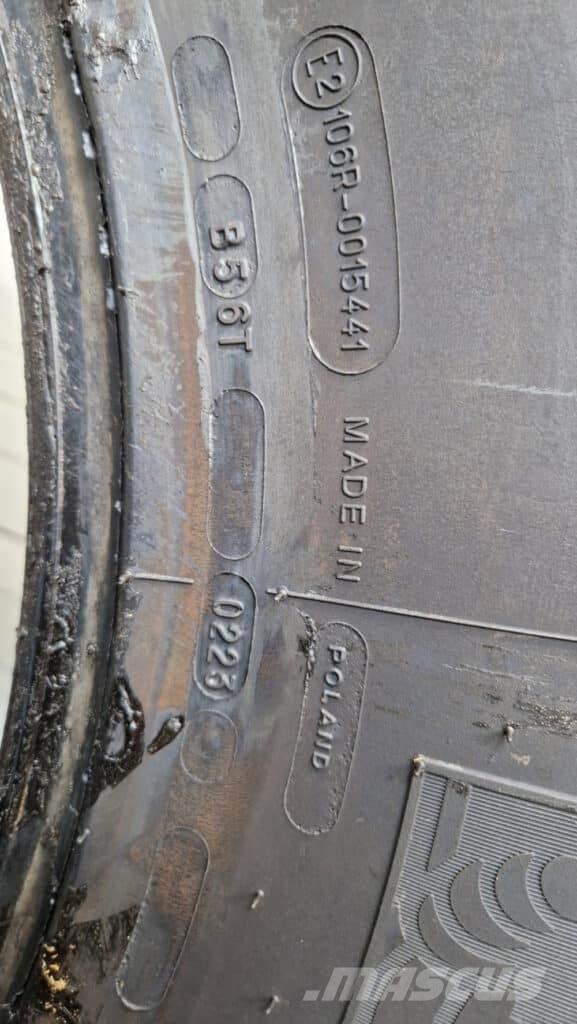 E2 106R-0015441
B56T
MADE IN
0223
POLAND
MASCUS